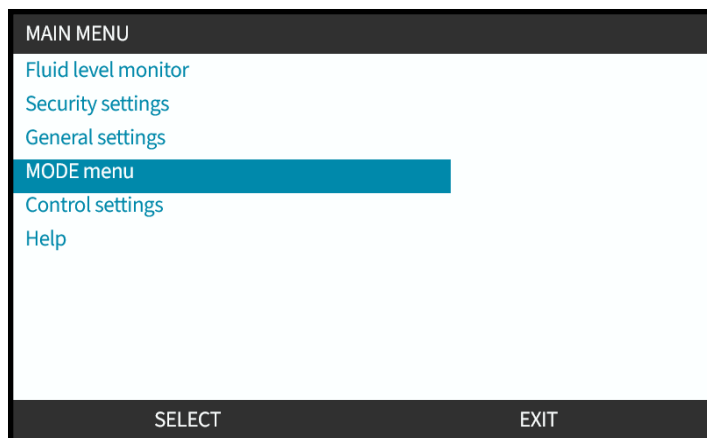 MAIN MENU
Fluid level monitor
Security settings
General settings
MODE menu
Control settings
Help
SELECT EXIT